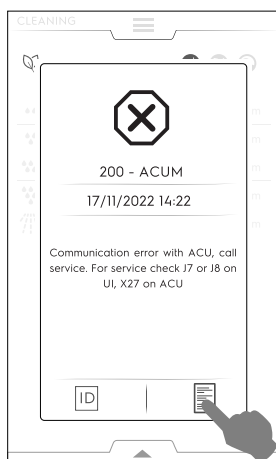 CLEANING
200 - ACUM
17/11/2022 14:22
Communication error with ACU, call
service. For service check J7 or J8 on
UI, X27 on ACU
ID